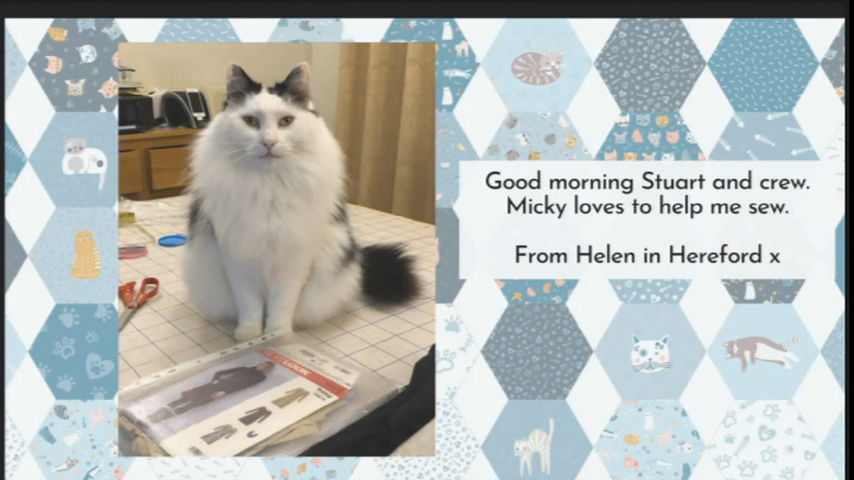 Good morning Stuart and crew.
Micky loves to help me sew.
From Helen in Hereford x